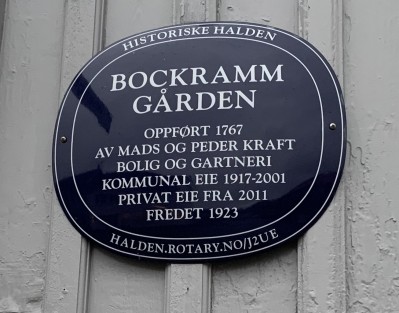 HISTORISKE HALDEN
BOCKRAMM
GÅRDEN
OPPFØRT 1767
AV MADS OG PEDER KRAFT
BOLIG OG GARTNERI
KOMMUNAL EIE 1917-2001
PRIVAT EIE FRA 2011
FREDET 1923
HALDEN.ROTARY.NO/J2UE